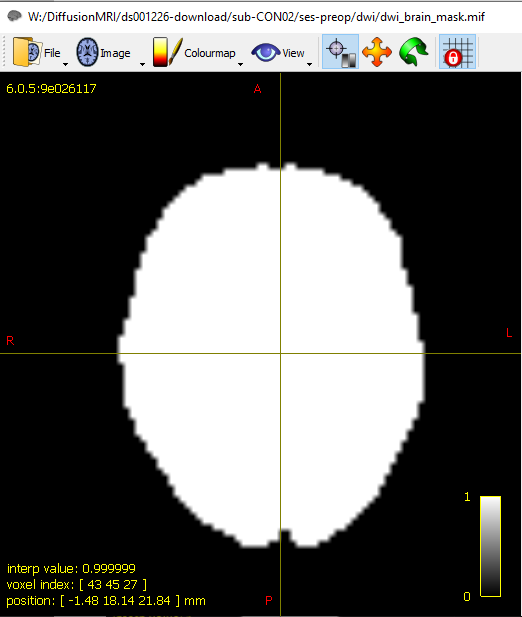 W:/DiffusionMRI/ds001226-download/sub-CON02/ses-preop/dwi/dwi_brain_mask.mif
File Image Colourmap View
6.0.5:9e026117
A
R
L
1
0
interp value: 0.999999
voxel index: [ 43 45 27 ]
position: [ -1.48 18.14 21.84 ] mm
P